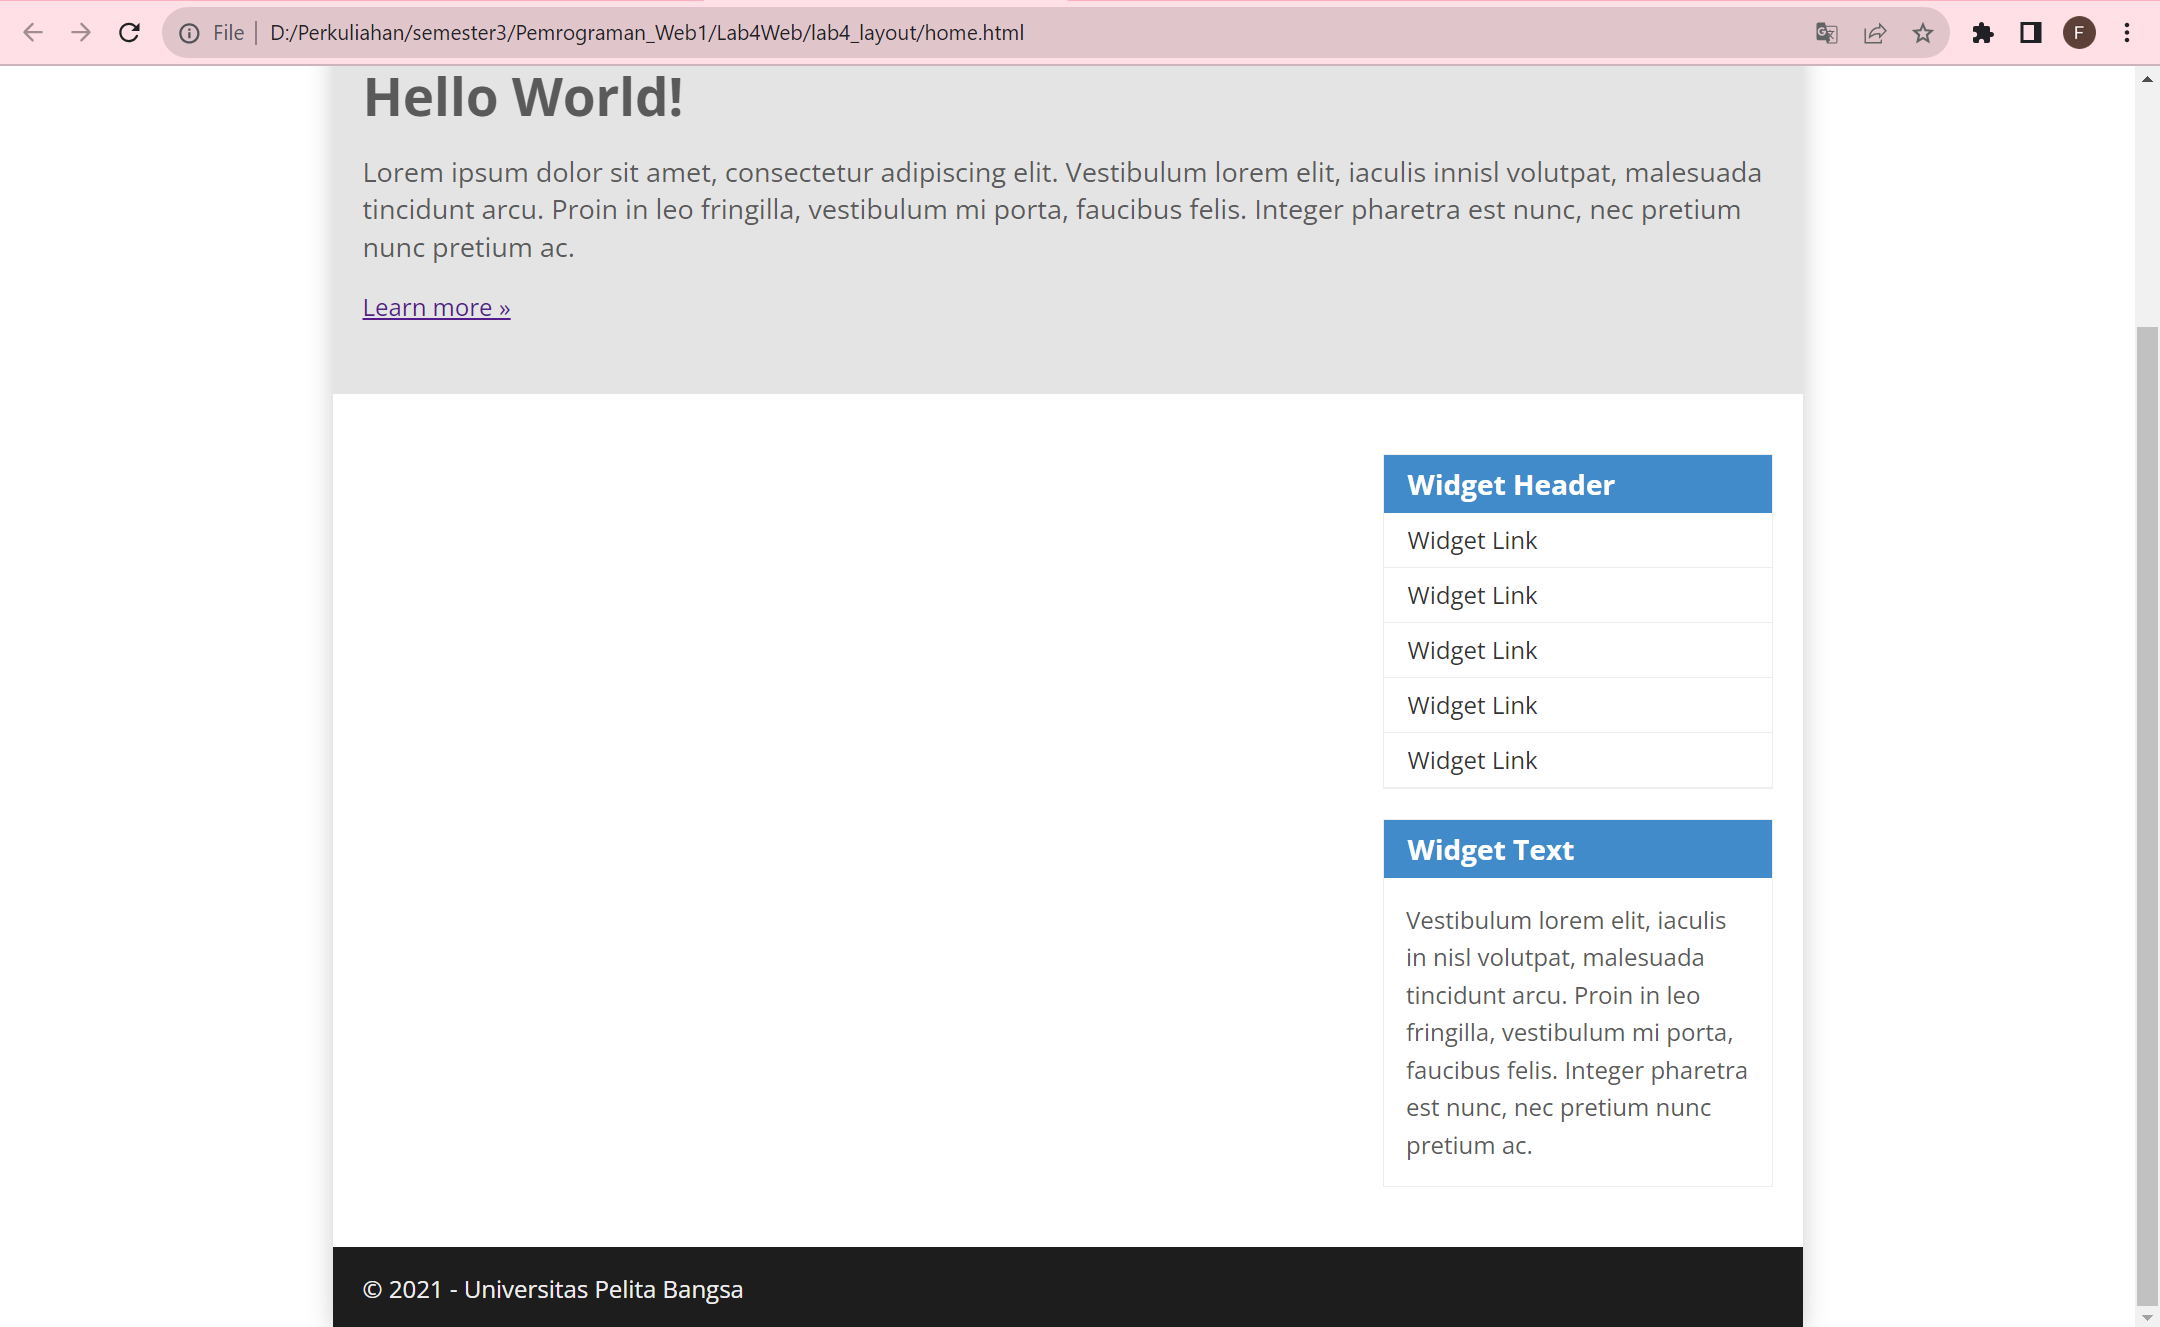 File
D:/Perkuliahan/semester3/Pemrograman_Web1/Lab4Web/lab4_layout/home.html
F
Hello World!
Lorem ipsum dolor sit amet, consectetur adipiscing elit. Vestibulum lorem elit, iaculis innisl volutpat, malesuada
tincidunt arcu. Proin in leo fringilla, vestibulum mi porta, faucibus felis. Integer pharetra est nunc, nec pretium
nunc pretium ac.
Learn more »
Widget Header
Widget Link
Widget Link
Widget Link
Widget Link
Widget Link
Widget Text
Vestibulum lorem elit, iaculis
in nisl volutpat, malesuada
tincidunt arcu. Proin in leo
fringilla, vestibulum mi porta,
faucibus felis. Integer pharetra
est nunc, nec pretium nunc
pretium ac.
© 2021 - Universitas Pelita Bangsa